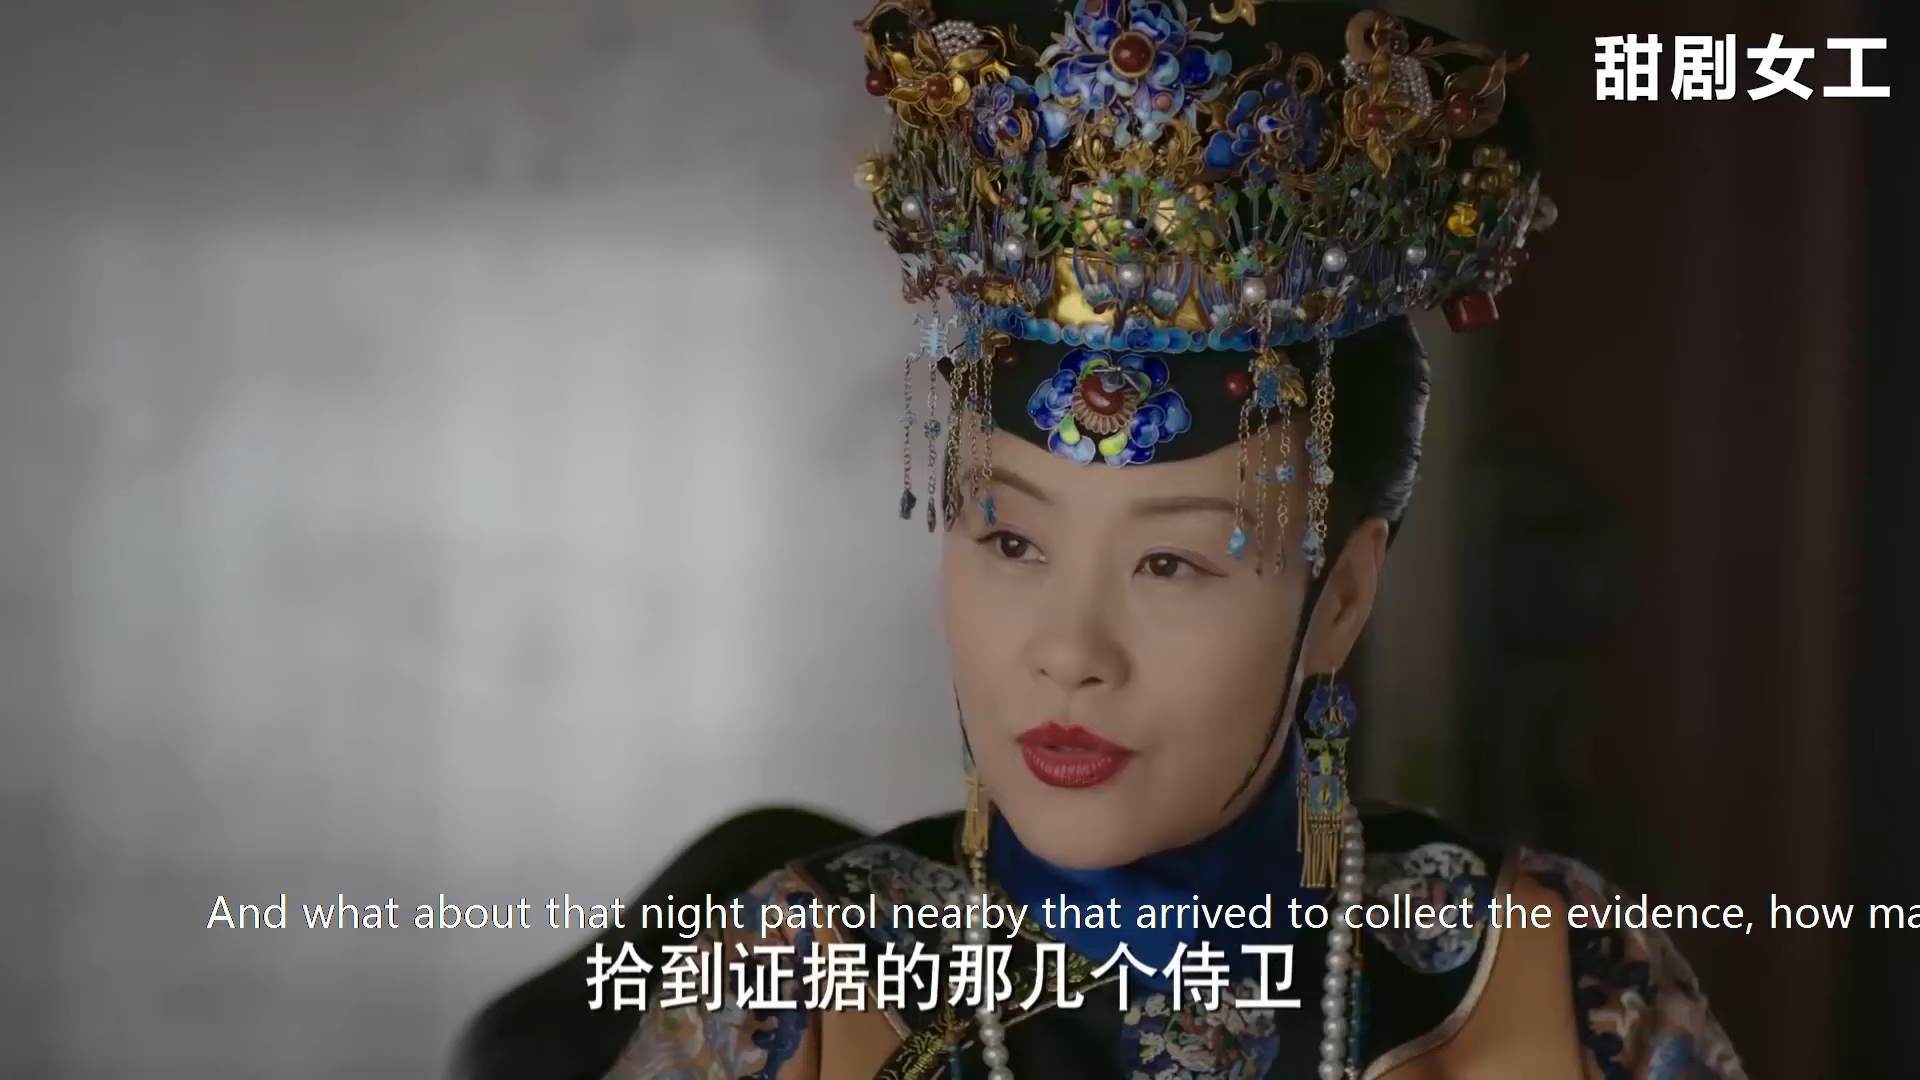 甜剧女工
And what about that night patrol nearby that arrived to collect the evidence, how ma
拾到证据的那几个侍卫